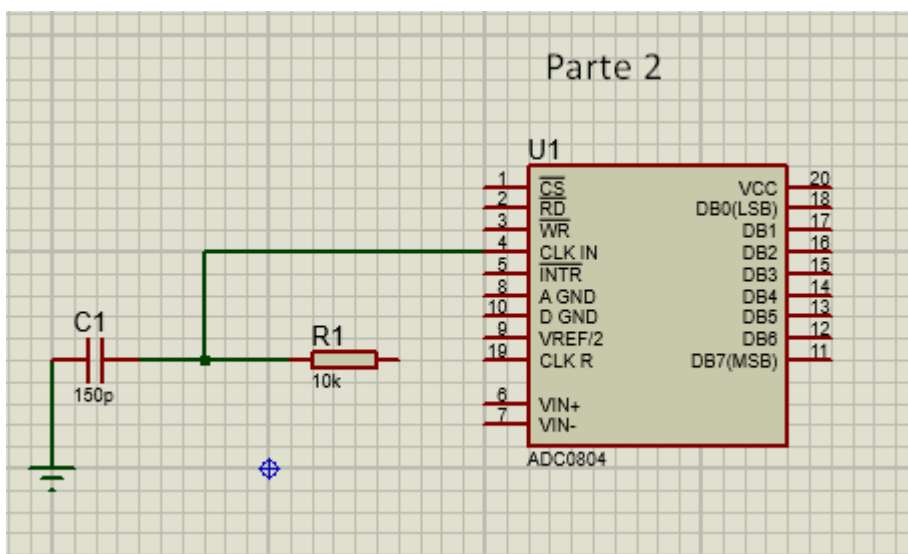 Parte 2
U1
1 CS VCC 20
2 RD DB0(LSB) 18
3 WR DB1 17
4 CLK IN DB2 16
5 INTR DB3 15
8 A GND DB4 14
10 D GND DB5 13
9 VREF/2 DB6 12
19 CLK R DB7(MSB) 11
6 VIN+
7 VIN-
ADC0804
C1
150p
R1
10k